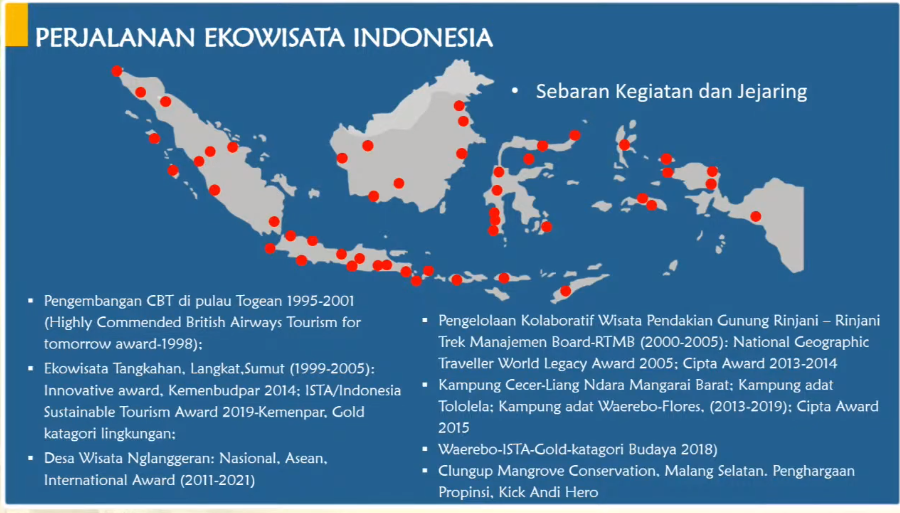 PERJALANAN EKOWISATA INDONESIA
• Sebaran Kegiatan dan Jejaring
▪ Pengembangan CBT di pulau Togean 1995-2001
(Highly Commended British Airways Tourism for
tomorrow award-1998);
▪ Ekowisata Tangkahan, Langkat,Sumut (1999-2005):
Innovative award, Kemenbudpar 2014; ISTA/Indonesia
Sustainable Tourism Award 2019-Kemenpar, Gold
katagori lingkungan;
▪ Desa Wisata Nglanggeran: Nasional, Asean,
International Award (2011-2021)
▪ Pengelolaan Kolaboratif Wisata Pendakian Gunung Rinjani – Rinjani
Trek Manajemen Board-RTMB (2000-2005): National Geographic
Traveller World Legacy Award 2005; Cipta Award 2013-2014
▪ Kampung Cecer-Liang Ndara Mangarai Barat; Kampung adat
Tololela; Kampung adat Waerebo-Flores, (2013-2019); Cipta Award
2015
▪ Waerebo-ISTA-Gold-katagori Budaya 2018)
▪ Clungup Mangrove Conservation, Malang Selatan. Penghargaan
Propinsi, Kick Andi Hero